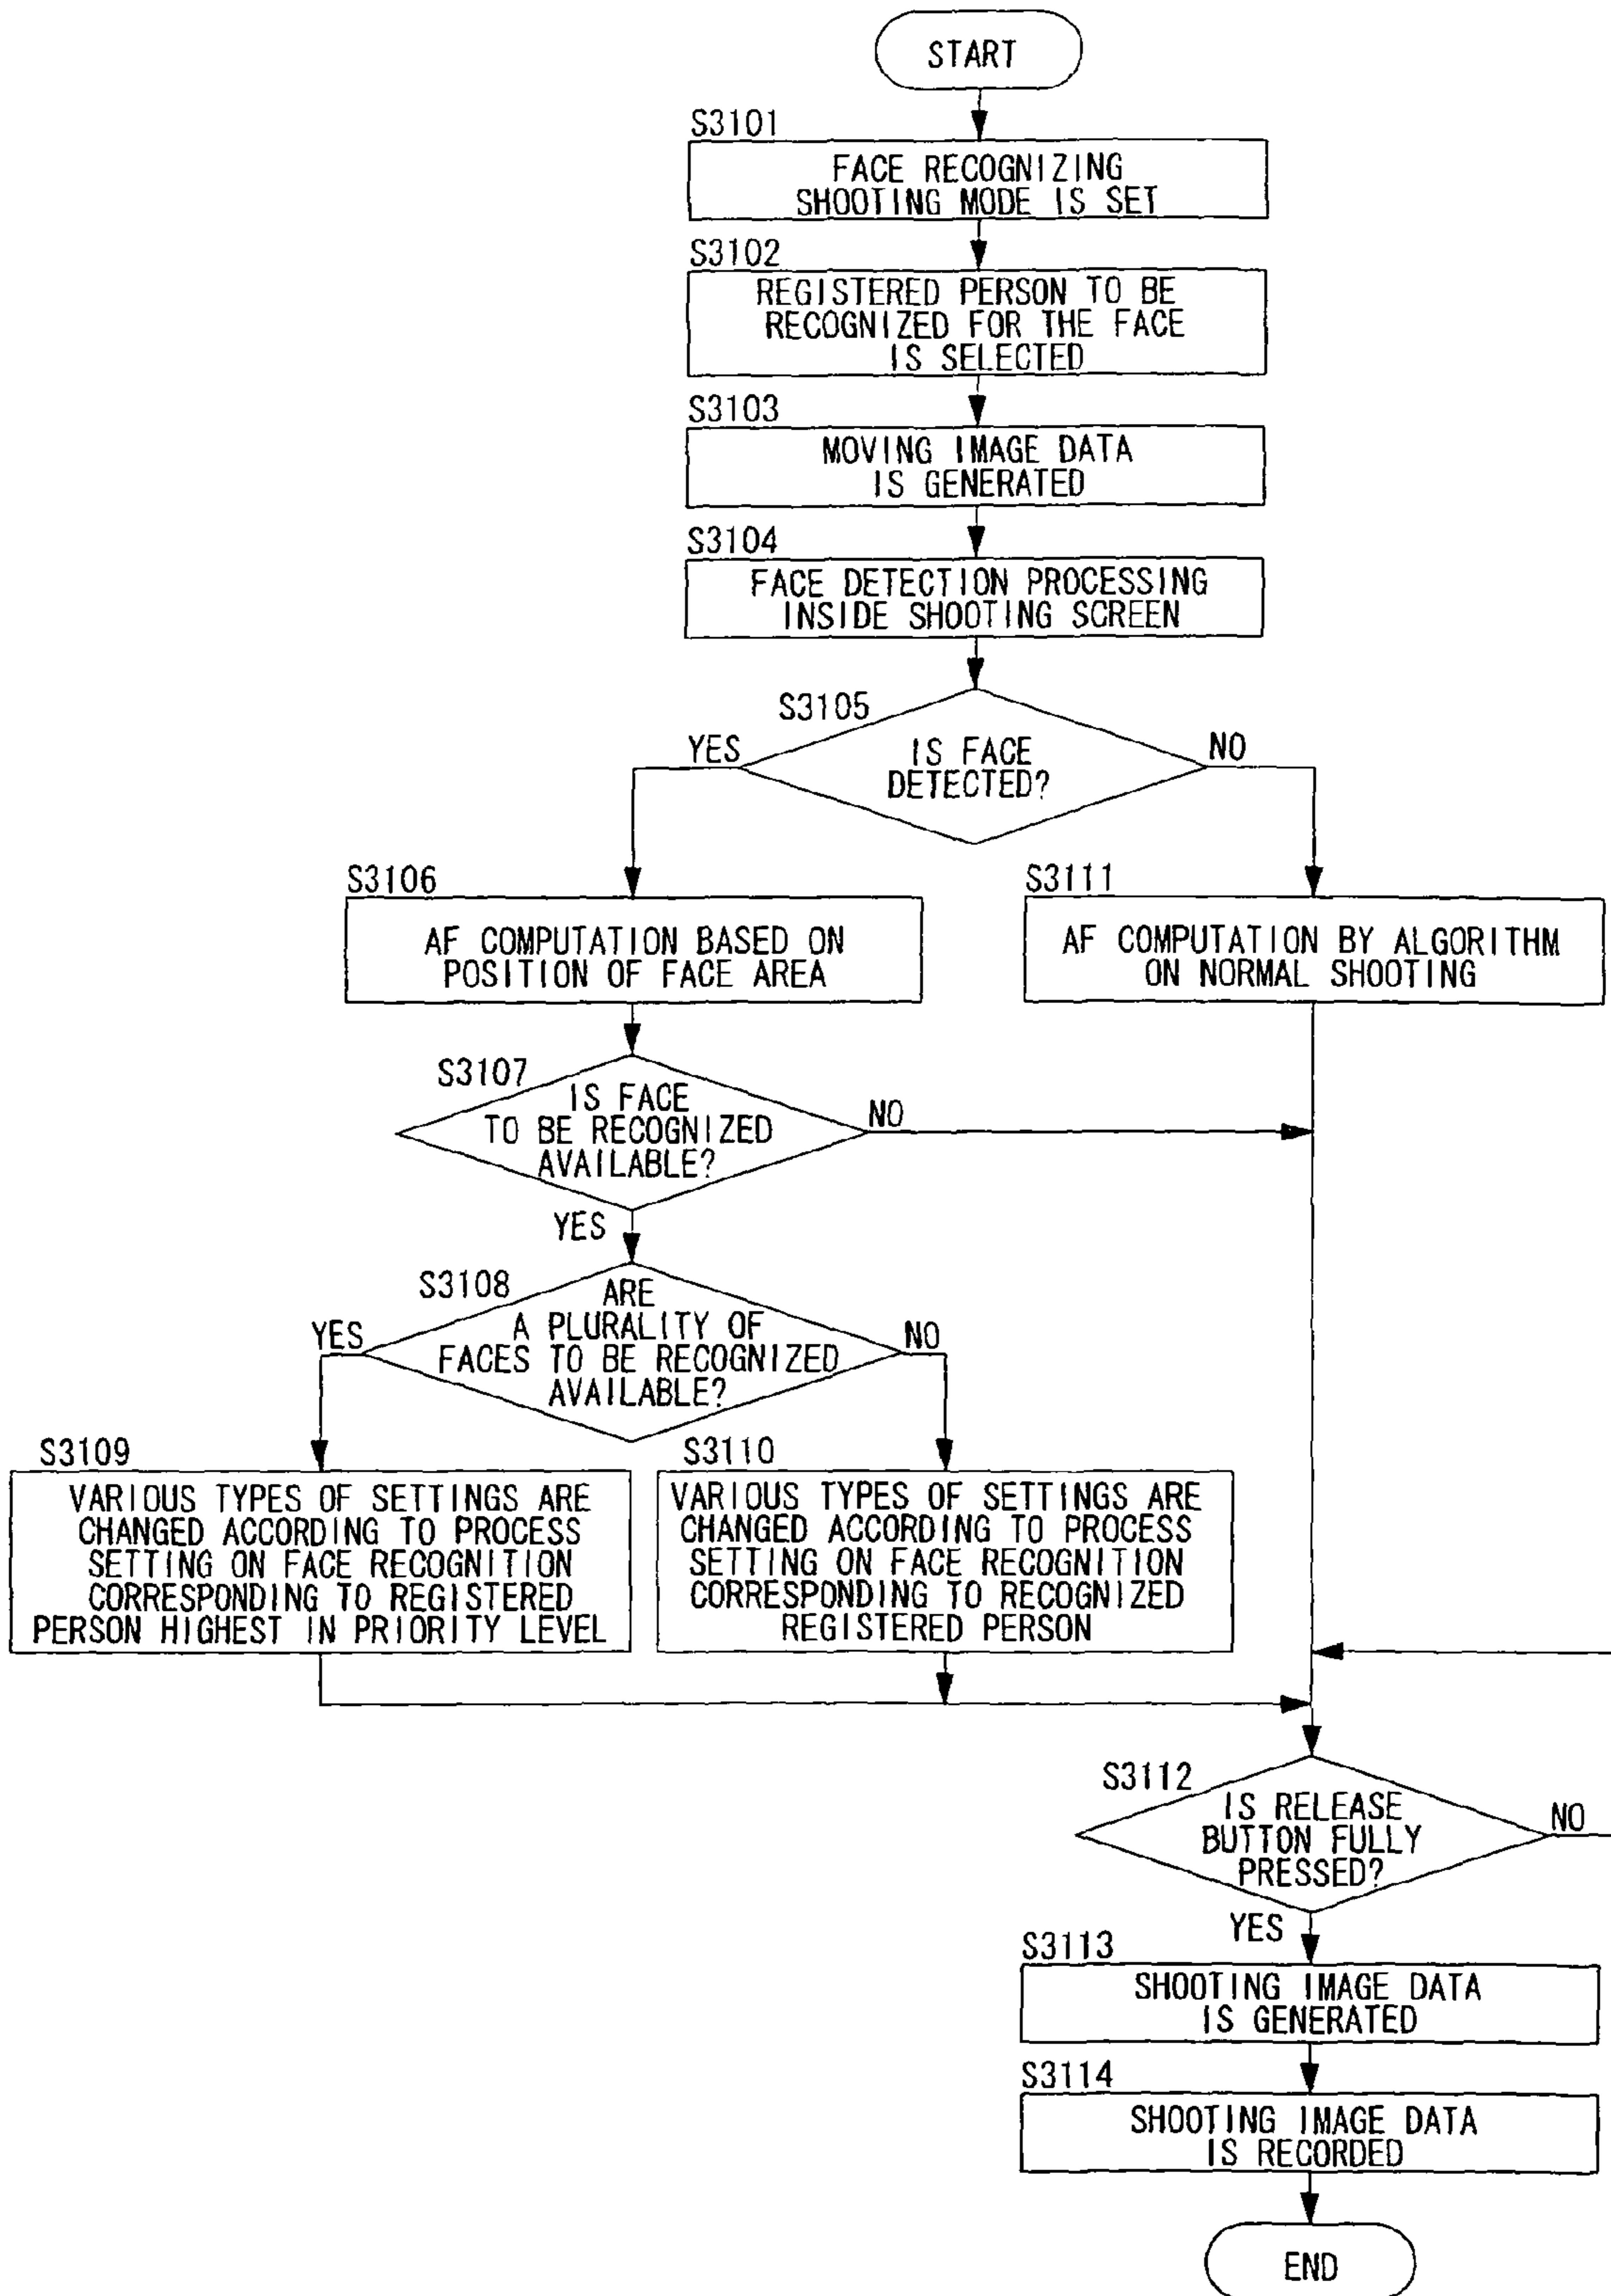 START
S3101
FACE RECOGNIZING
SHOOTING MODE IS SET
S3102
REGISTERED PERSON TO BE
RECOGNIZED FOR THE FACE
IS SELECTED
S3103
MOVING IMAGE DATA
IS GENERATED
S3104
FACE DETECTION PROCESSING
INSIDE SHOOTING SCREEN
S3105
IS FACE
DETECTED?
YES
NO
S3106
AF COMPUTATION BASED ON
POSITION OF FACE AREA
S3111
AF COMPUTATION BY ALGORITHM
ON NORMAL SHOOTING
S3107
IS FACE
TO BE RECOGNIZED
AVAILABLE?
NO
YES
S3108
ARE
A PLURALITY OF
FACES TO BE RECOGNIZED
AVAILABLE?
YES
NO
S3109
VARIOUS TYPES OF SETTINGS ARE
CHANGED ACCORDING TO PROCESS
SETTING ON FACE RECOGNITION
CORRESPONDING TO REGISTERED
PERSON HIGHEST IN PRIORITY LEVEL
S3110
VARIOUS TYPES OF SETTINGS ARE
CHANGED ACCORDING TO PROCESS
SETTING ON FACE RECOGNITION
CORRESPONDING TO RECOGNIZED
REGISTERED PERSON
S3112
IS RELEASE
BUTTON FULLY
PRESSED?
NO
YES
S3113
SHOOTING IMAGE DATA
IS GENERATED
S3114
SHOOTING IMAGE DATA
IS RECORDED
END